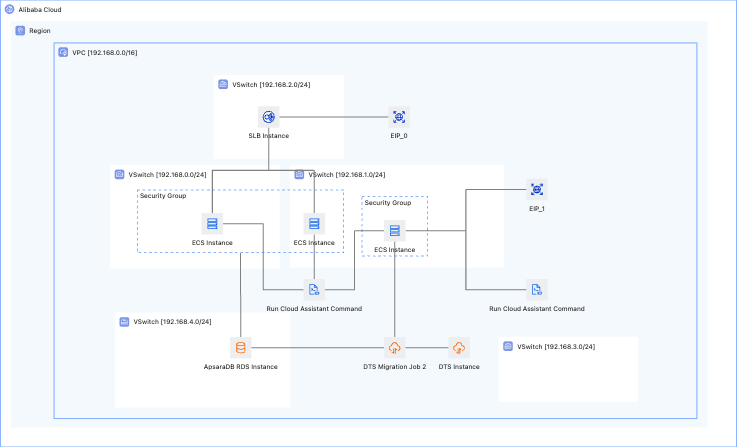 Alibaba Cloud
Region
VPC [192.168.0.0/16]
VSwitch [192.168.2.0/24]
SLB Instance
EIP_0
VSwitch [192.168.0.0/24]
VSwitch [192.168.1.0/24]
Security Group
Security Group
EIP_1
ECS Instance
ECS Instance
ECS Instance
Run Cloud Assistant Command
Run Cloud Assistant Command
VSwitch [192.168.4.0/24]
VSwitch [192.168.3.0/24]
ApsaraDB RDS Instance
DTS Migration Job 2
DTS Instance